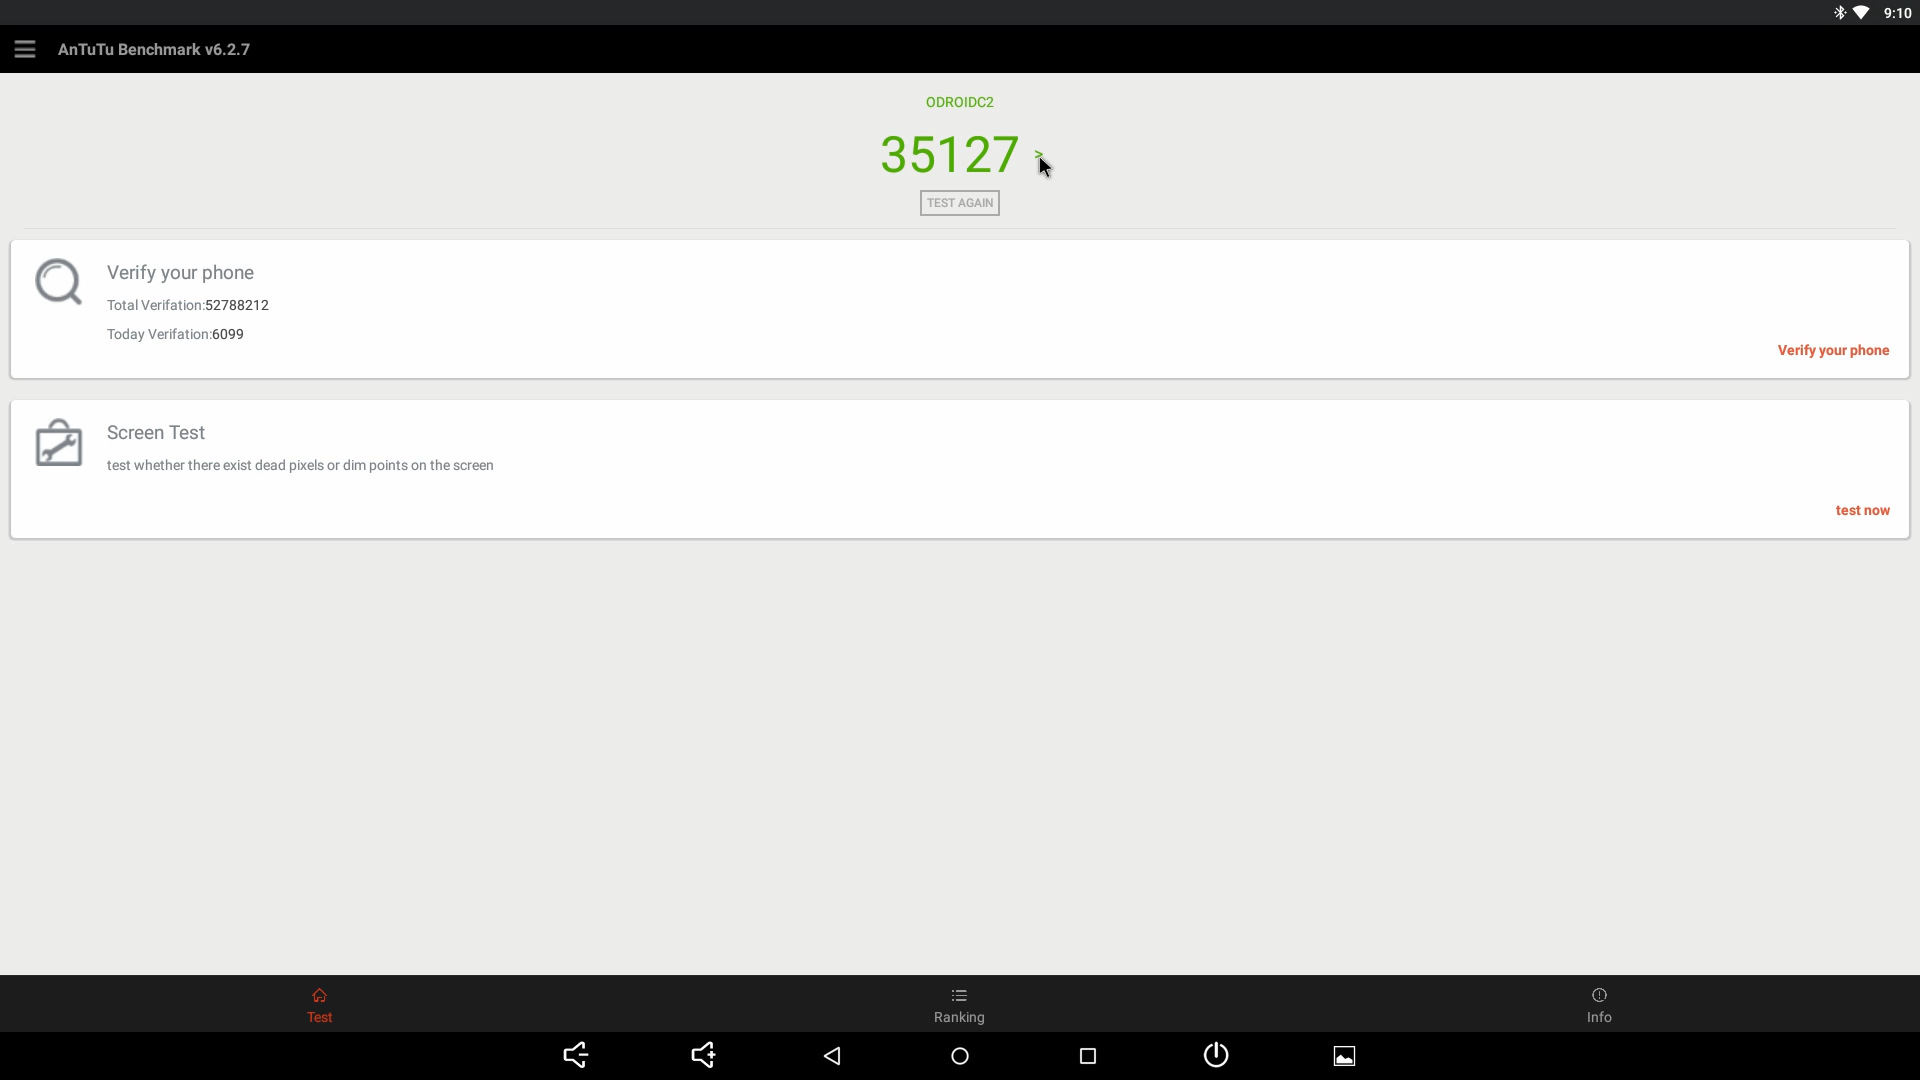 9:10
AnTuTu Benchmark v6.2.7
ODROIDC2
35127 >
TEST AGAIN
Verify your phone
Total Verifation:52788212
Today Verifation:6099
Verify your phone
Screen Test
test whether there exist dead pixels or dim points on the screen
test now
Test
Ranking
Info